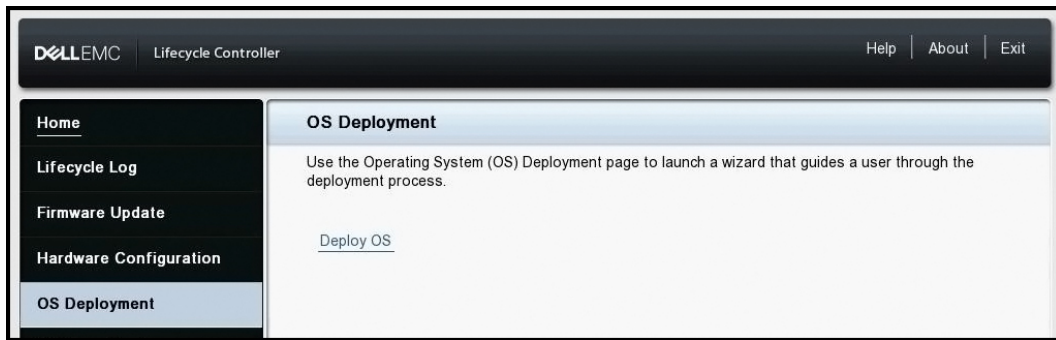 DELLEMC Lifecycle Controller Help About Exit
Home
Lifecycle Log
Firmware Update
Hardware Configuration
OS Deployment
OS Deployment
Use the Operating System (OS) Deployment page to launch a wizard that guides a user through the
deployment process.
Deploy OS